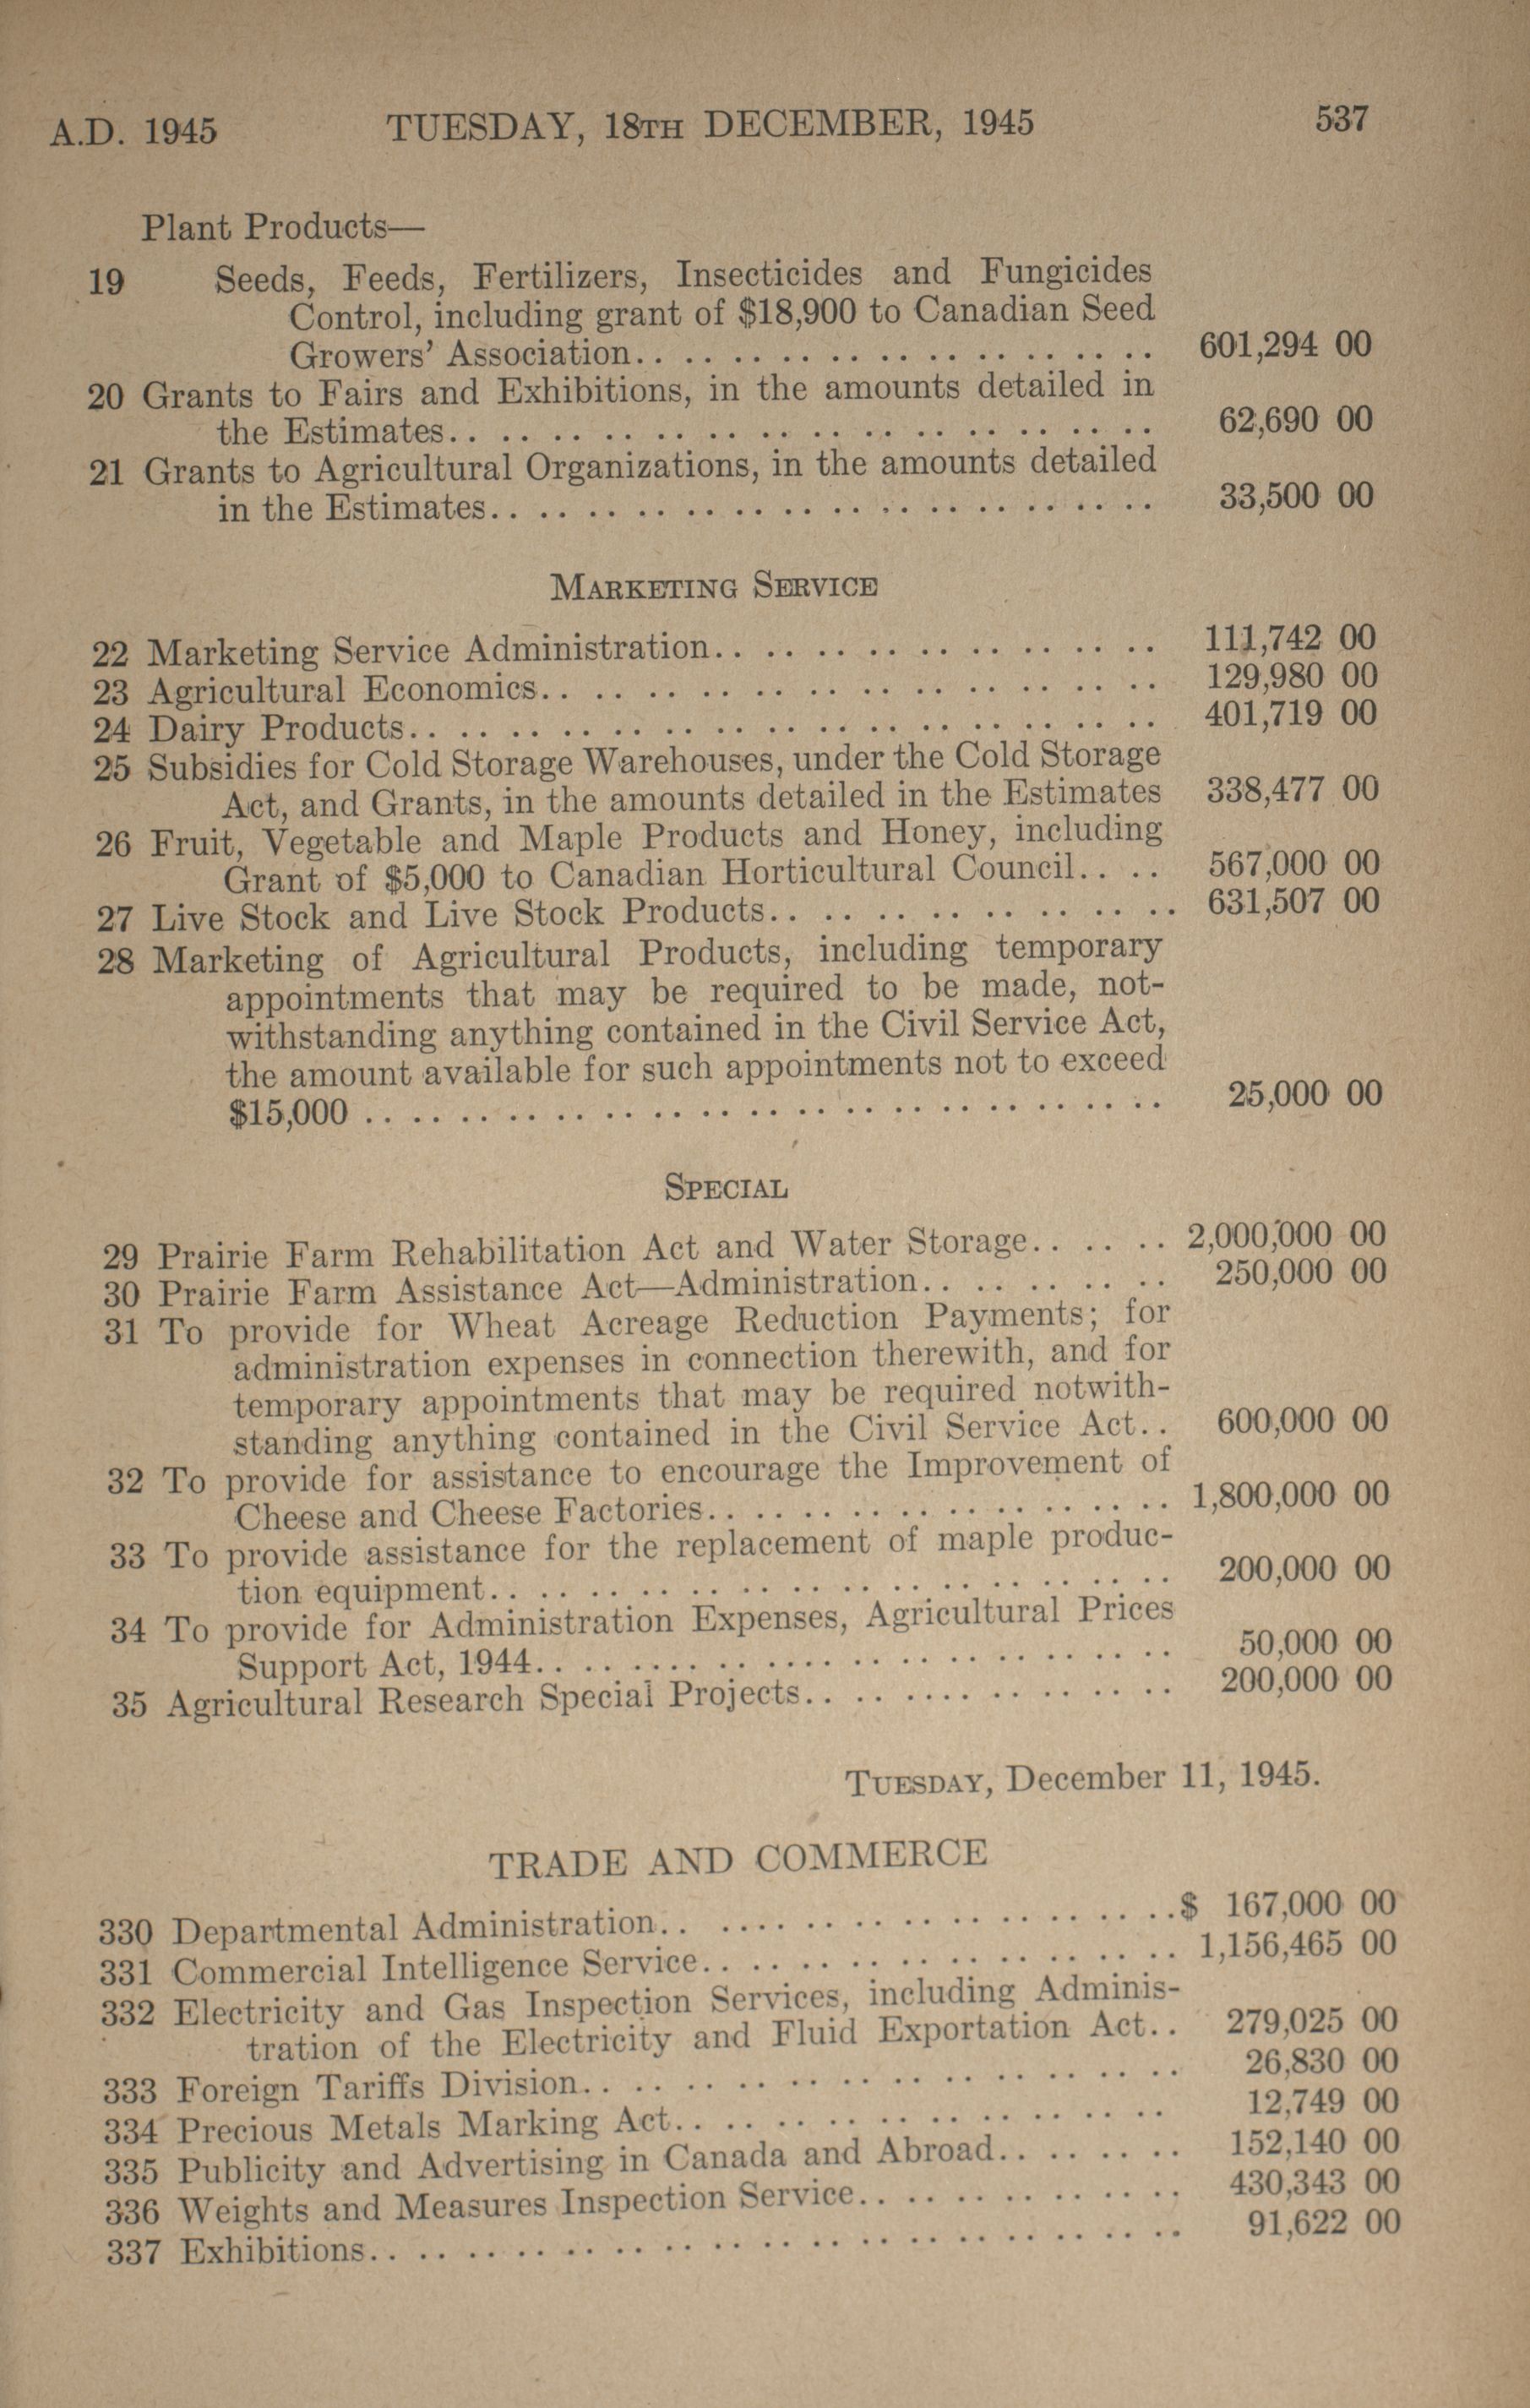 A.D. 1945 TUESDAY, 18TH DECEMBER, 1945 537
Plant Products—
19 Seeds, Feeds, Fertilizers, Insecticides and Fungicides
Control, including grant of $18,900 to Canadian Seed
Growers' Association.. .. .. .. .. .. .. .. .. .. .. 601,294 00
20 Grants to Fairs and Exhibitions, in the amounts detailed in
the Estimates.. .. .. .. .. .. .. .. .. .. .. .. .. .. 62,690 00
21 Grants to Agricultural Organizations, in the amounts detailed
in the Estimates.. .. .. .. .. .. .. .. .. .. .. .. .. .. 33,500 00
MARKETING SERVICE
22 Marketing Service Administration.. .. .. .. .. .. .. .. .. 111,742 00
23 Agricultural Economics.. .. .. .. .. .. .. .. .. .. .. .. 129,980 00
24 Dairy Products.. .. .. .. .. .. .. .. .. .. .. .. .. .. .. 401,719 00
25 Subsidies for Cold Storage Warehouses, under the Cold Storage
Act, and Grants, in the amounts detailed in the Estimates 338,477 00
26 Fruit, Vegetable and Maple Products and Honey, including
Grant of $5,000 to Canadian Horticultural Council.. .. 567,000 00
27 Live Stock and Live Stock Products.. .. .. .. .. .. .. .. 631,507 00
28 Marketing of Agricultural Products, including temporary
appointments that may be required to be made, not-
withstanding anything contained in the Civil Service Act,
the amount available for such appointments not to exceed
$15,000 .. .. .. .. .. .. .. .. .. .. .. .. .. .. .. .. 25,000 00
SPECIAL
29 Prairie Farm Rehabilitation Act and Water Storage.. .. .. 2,000,000 00
30 Prairie Farm Assistance Act—Administration.. .. .. .. .. 250,000 00
31 To provide for Wheat Acreage Reduction Payments; for
administration expenses in connection therewith, and for
temporary appointments that may be required notwith-
standing anything contained in the Civil Service Act.. 600,000 00
32 To provide for assistance to encourage the Improvement of
Cheese and Cheese Factories.. .. .. .. .. .. .. .. .. .. 1,800,000 00
33 To provide assistance for the replacement of maple produc-
tion equipment.. .. .. .. .. .. .. .. .. .. .. .. .. .. 200,000 00
34 To provide for Administration Expenses, Agricultural Prices
Support Act, 1944.. .. .. .. .. .. .. .. .. .. .. .. .. 50,000 00
35 Agricultural Research Special Projects.. .. .. .. .. .. .. .. 200,000 00
TUESDAY, December 11, 1945.
TRADE AND COMMERCE
330 Departmental Administration.. .. .. .. .. .. .. .. .. .. ..$ 167,000 00
331 Commercial Intelligence Service.. .. .. .. .. .. .. .. .. .. 1,156,465 00
332 Electricity and Gas Inspection Services, including Adminis-
tration of the Electricity and Fluid Exportation Act.. 279,025 00
333 Foreign Tariffs Division.. .. .. .. .. .. .. .. .. .. .. .. 26,830 00
334 Precious Metals Marking Act.. .. .. .. .. .. .. .. .. .. 12,749 00
335 Publicity and Advertising in Canada and Abroad.. .. .. .. 152,140 00
336 Weights and Measures Inspection Service.. .. .. .. .. .. .. 430,343 00
337 Exhibitions.. .. .. .. .. .. .. .. .. .. .. .. .. .. .. .. .. 91,622 00